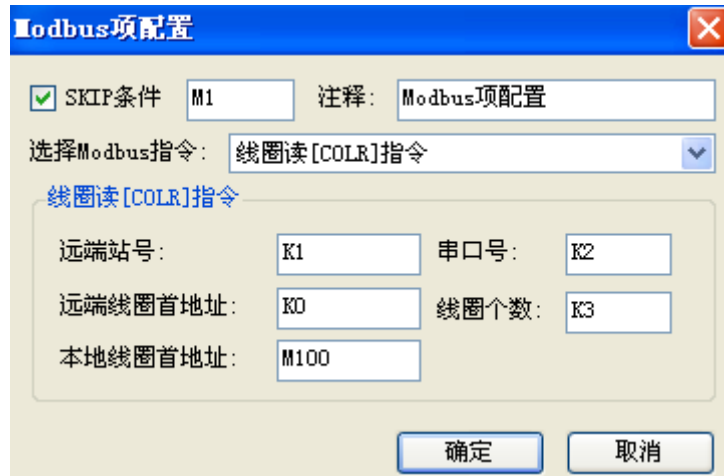 Modbus项配置
SKIP条件 M1 注释: Modbus项配置
选择Modbus指令: 线圈读[COLR]指令
线圈读[COLR]指令
远端站号: K1 串口号: K2
远端线圈首地址: K0 线圈个数: K3
本地线圈首地址: M100
确定 取消